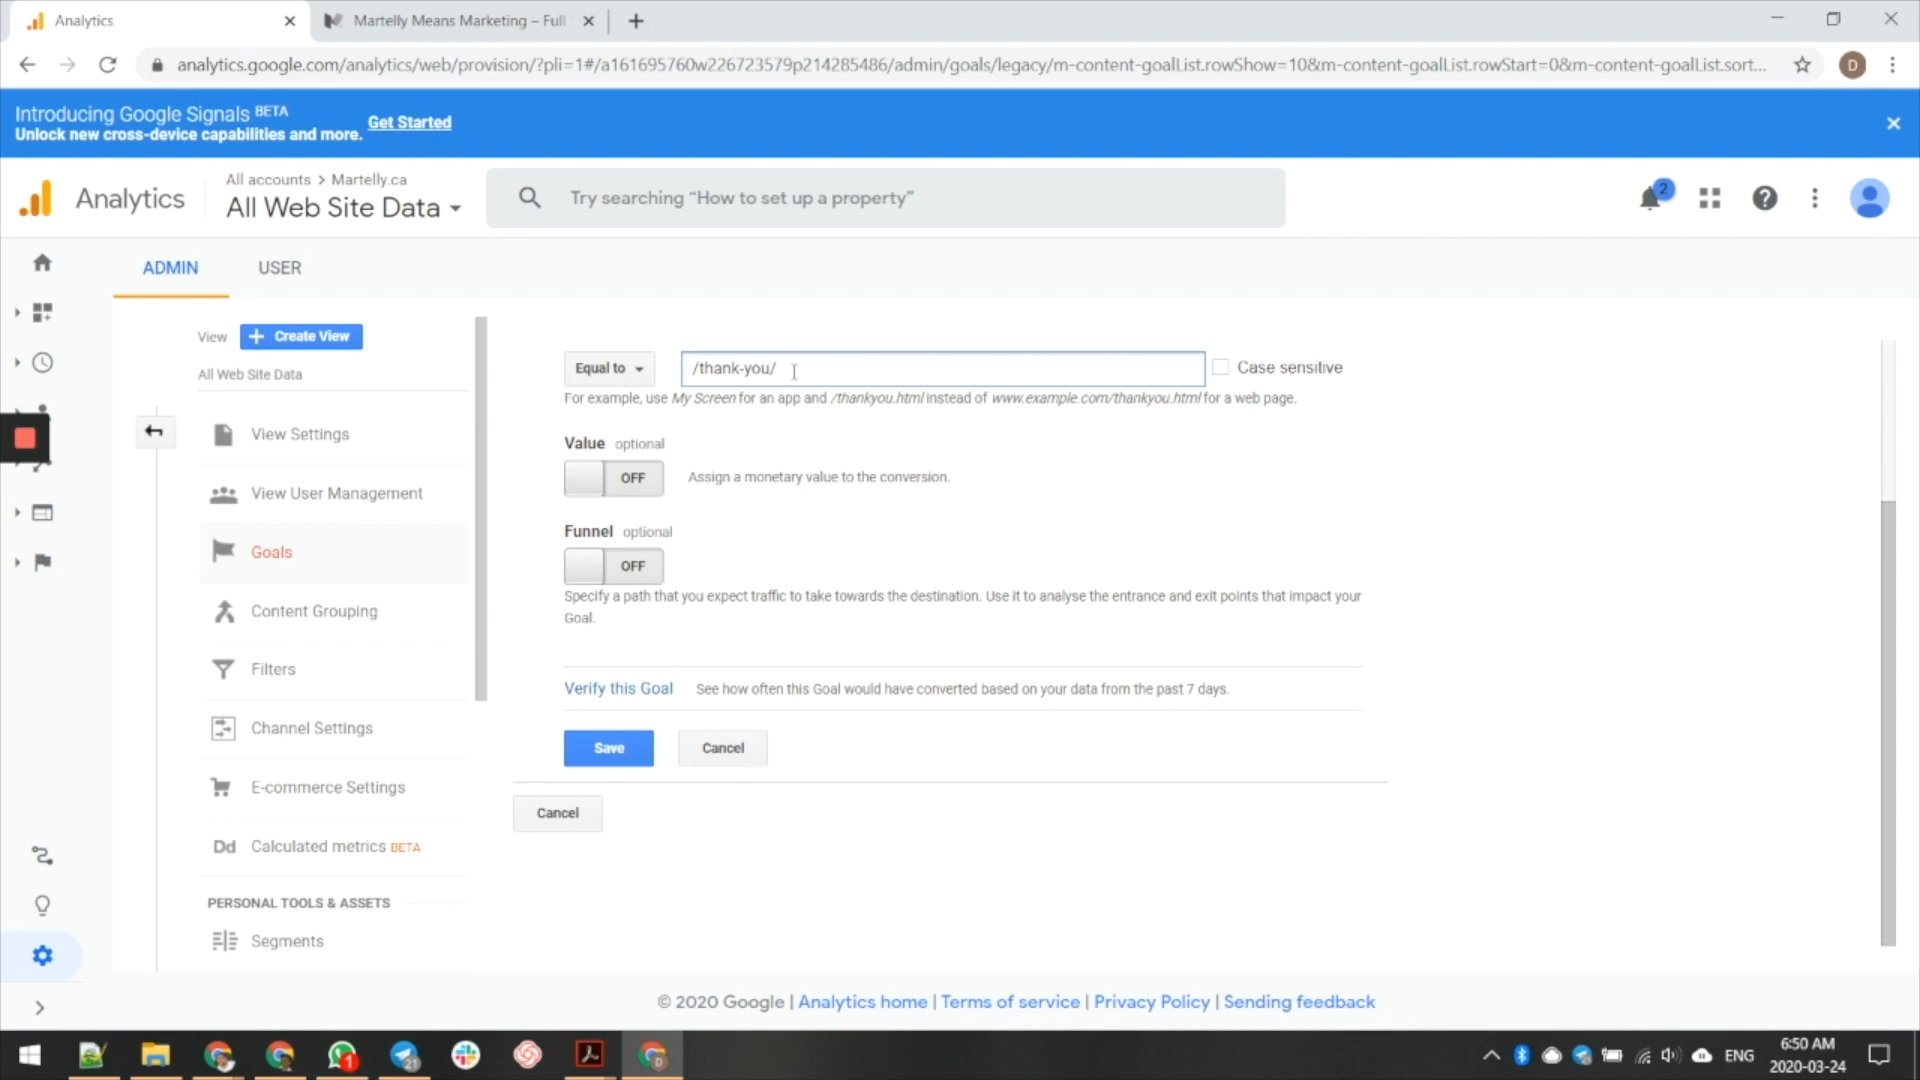 Analytics
Martelly Means Marketing – Full
analytics.google.com/analytics/web/provision/?pli=1#/a161695760w226723579p214285486/admin/goals/legacy/m-content-goalList.rowShow=10&m-content-goalList.rowStart=0&m-content-goalList.sort...
D
Introducing Google Signals BETA
Unlock new cross-device capabilities and more.
Get Started
Analytics
All accounts > Martelly.ca
All Web Site Data
Try searching “How to set up a property”
2
ADMIN
USER
View
Create View
All Web Site Data
View Settings
View User Management
Goals
Content Grouping
Filters
Channel Settings
E-commerce Settings
Dd Calculated metrics BETA
PERSONAL TOOLS & ASSETS
Segments
Equal to
/thank-you/
Case sensitive
For example, use My Screen for an app and /thankyou.html instead of www.example.com/thankyou.html for a web page.
Value optional
OFF
Assign a monetary value to the conversion.
Funnel optional
OFF
Specify a path that you expect traffic to take towards the destination. Use it to analyse the entrance and exit points that impact your
Goal.
Verify this Goal
See how often this Goal would have converted based on your data from the past 7 days.
Save
Cancel
Cancel
© 2020 Google | Analytics home | Terms of service | Privacy Policy | Sending feedback
1
21
D
ENG
6:50 AM
2020-03-24